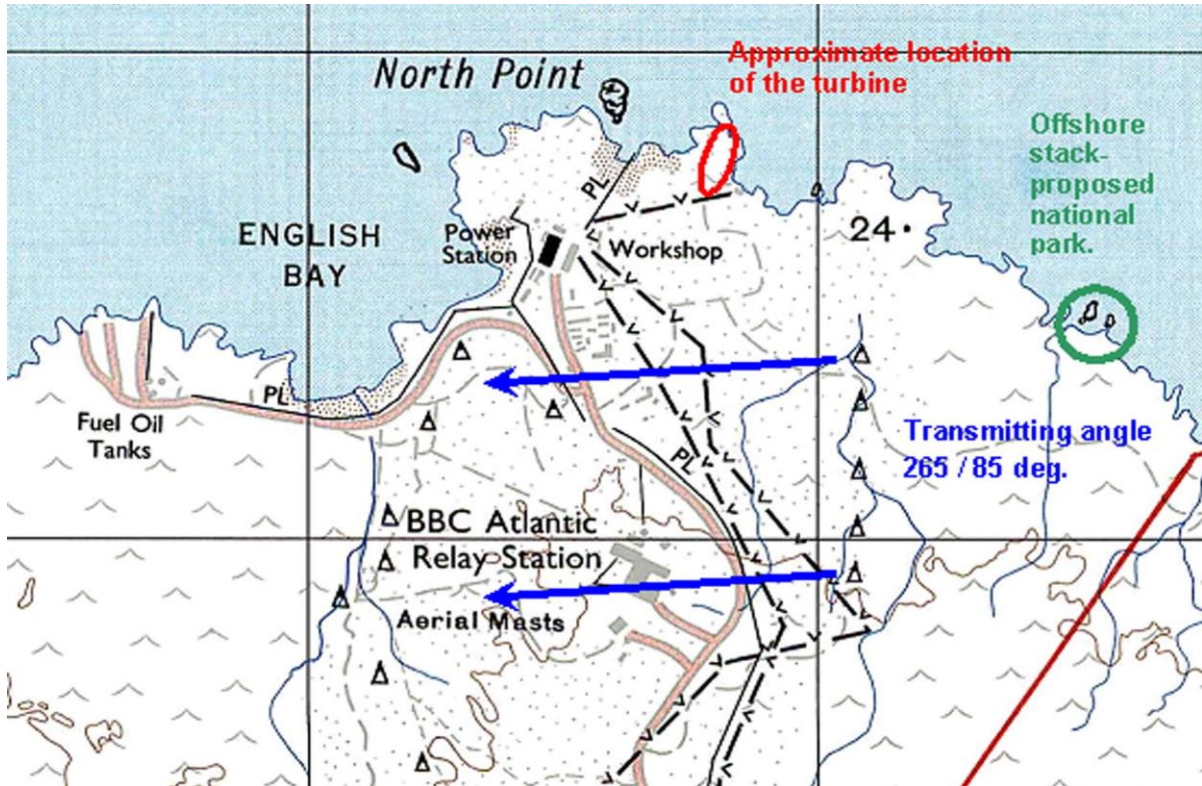 Approximate location
of the turbine
North Point
Offshore
stack-
proposed
national
park.
PL
ENGLISH
BAY
Power
Station
Workshop
24
PL
Fuel Oil
Tanks
Transmitting angle
265 / 85 deg.
PL
BBC Atlantic
Relay Station
Aerial Masts